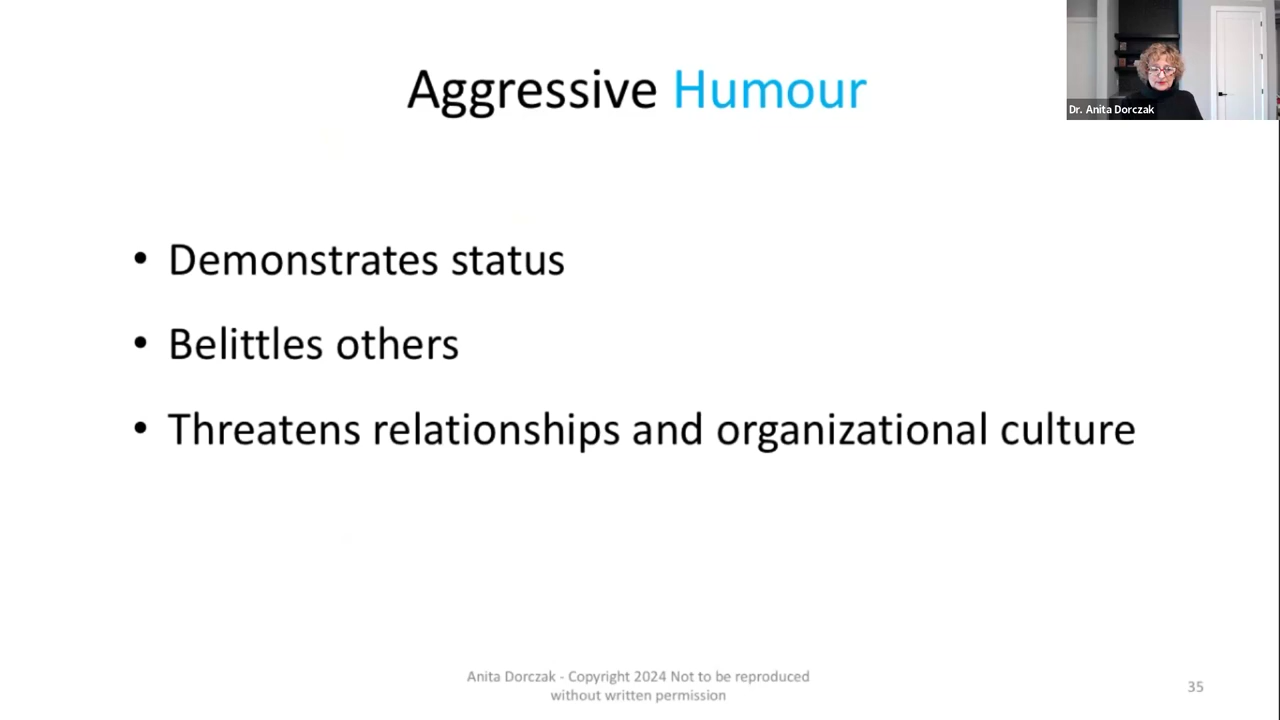 Dr. Anita Dorczak
Aggressive Humour
• Demonstrates status
• Belittles others
• Threatens relationships and organizational culture
Anita Dorczak - Copyright 2024 Not to be reproduced
without written permission
35